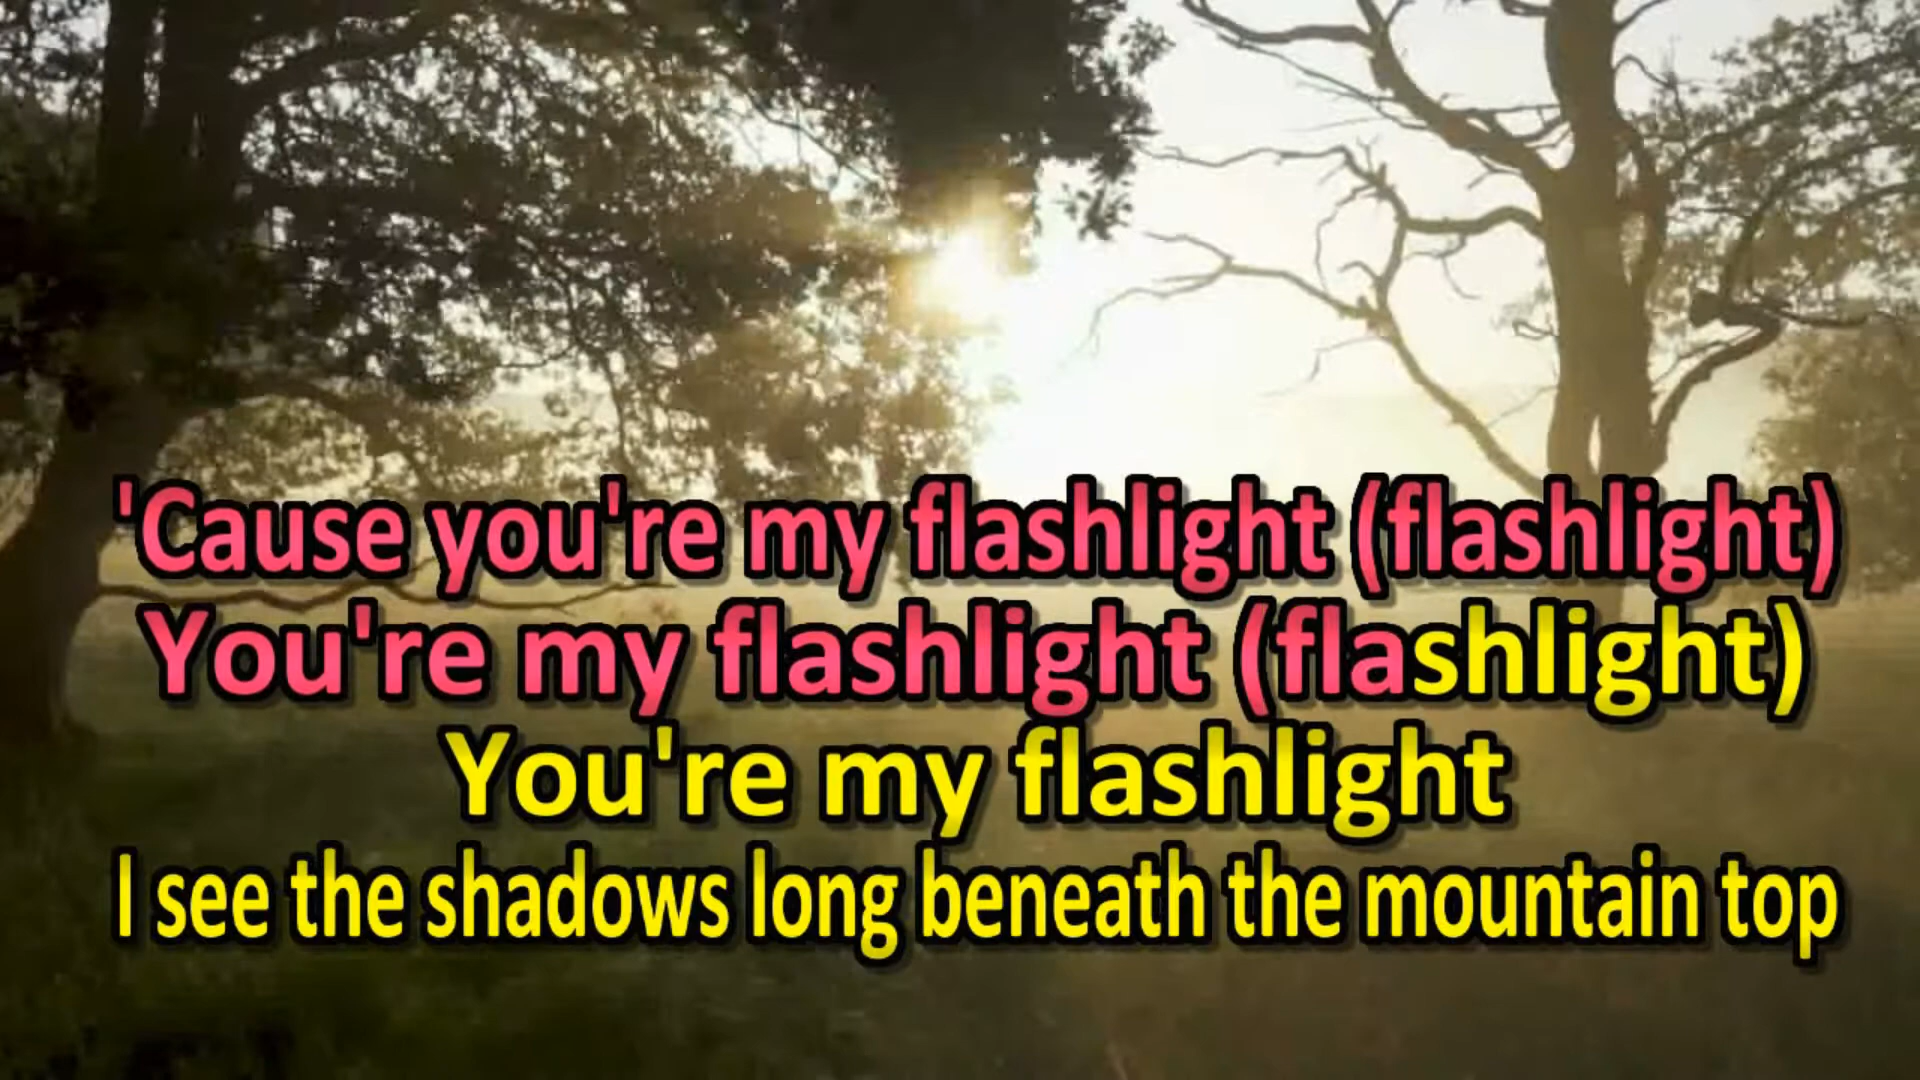 'Cause you're my flashlight (flashlight)
You're my flashlight (flashlight)
You're my flashlight
I see the shadows long beneath the mountain top